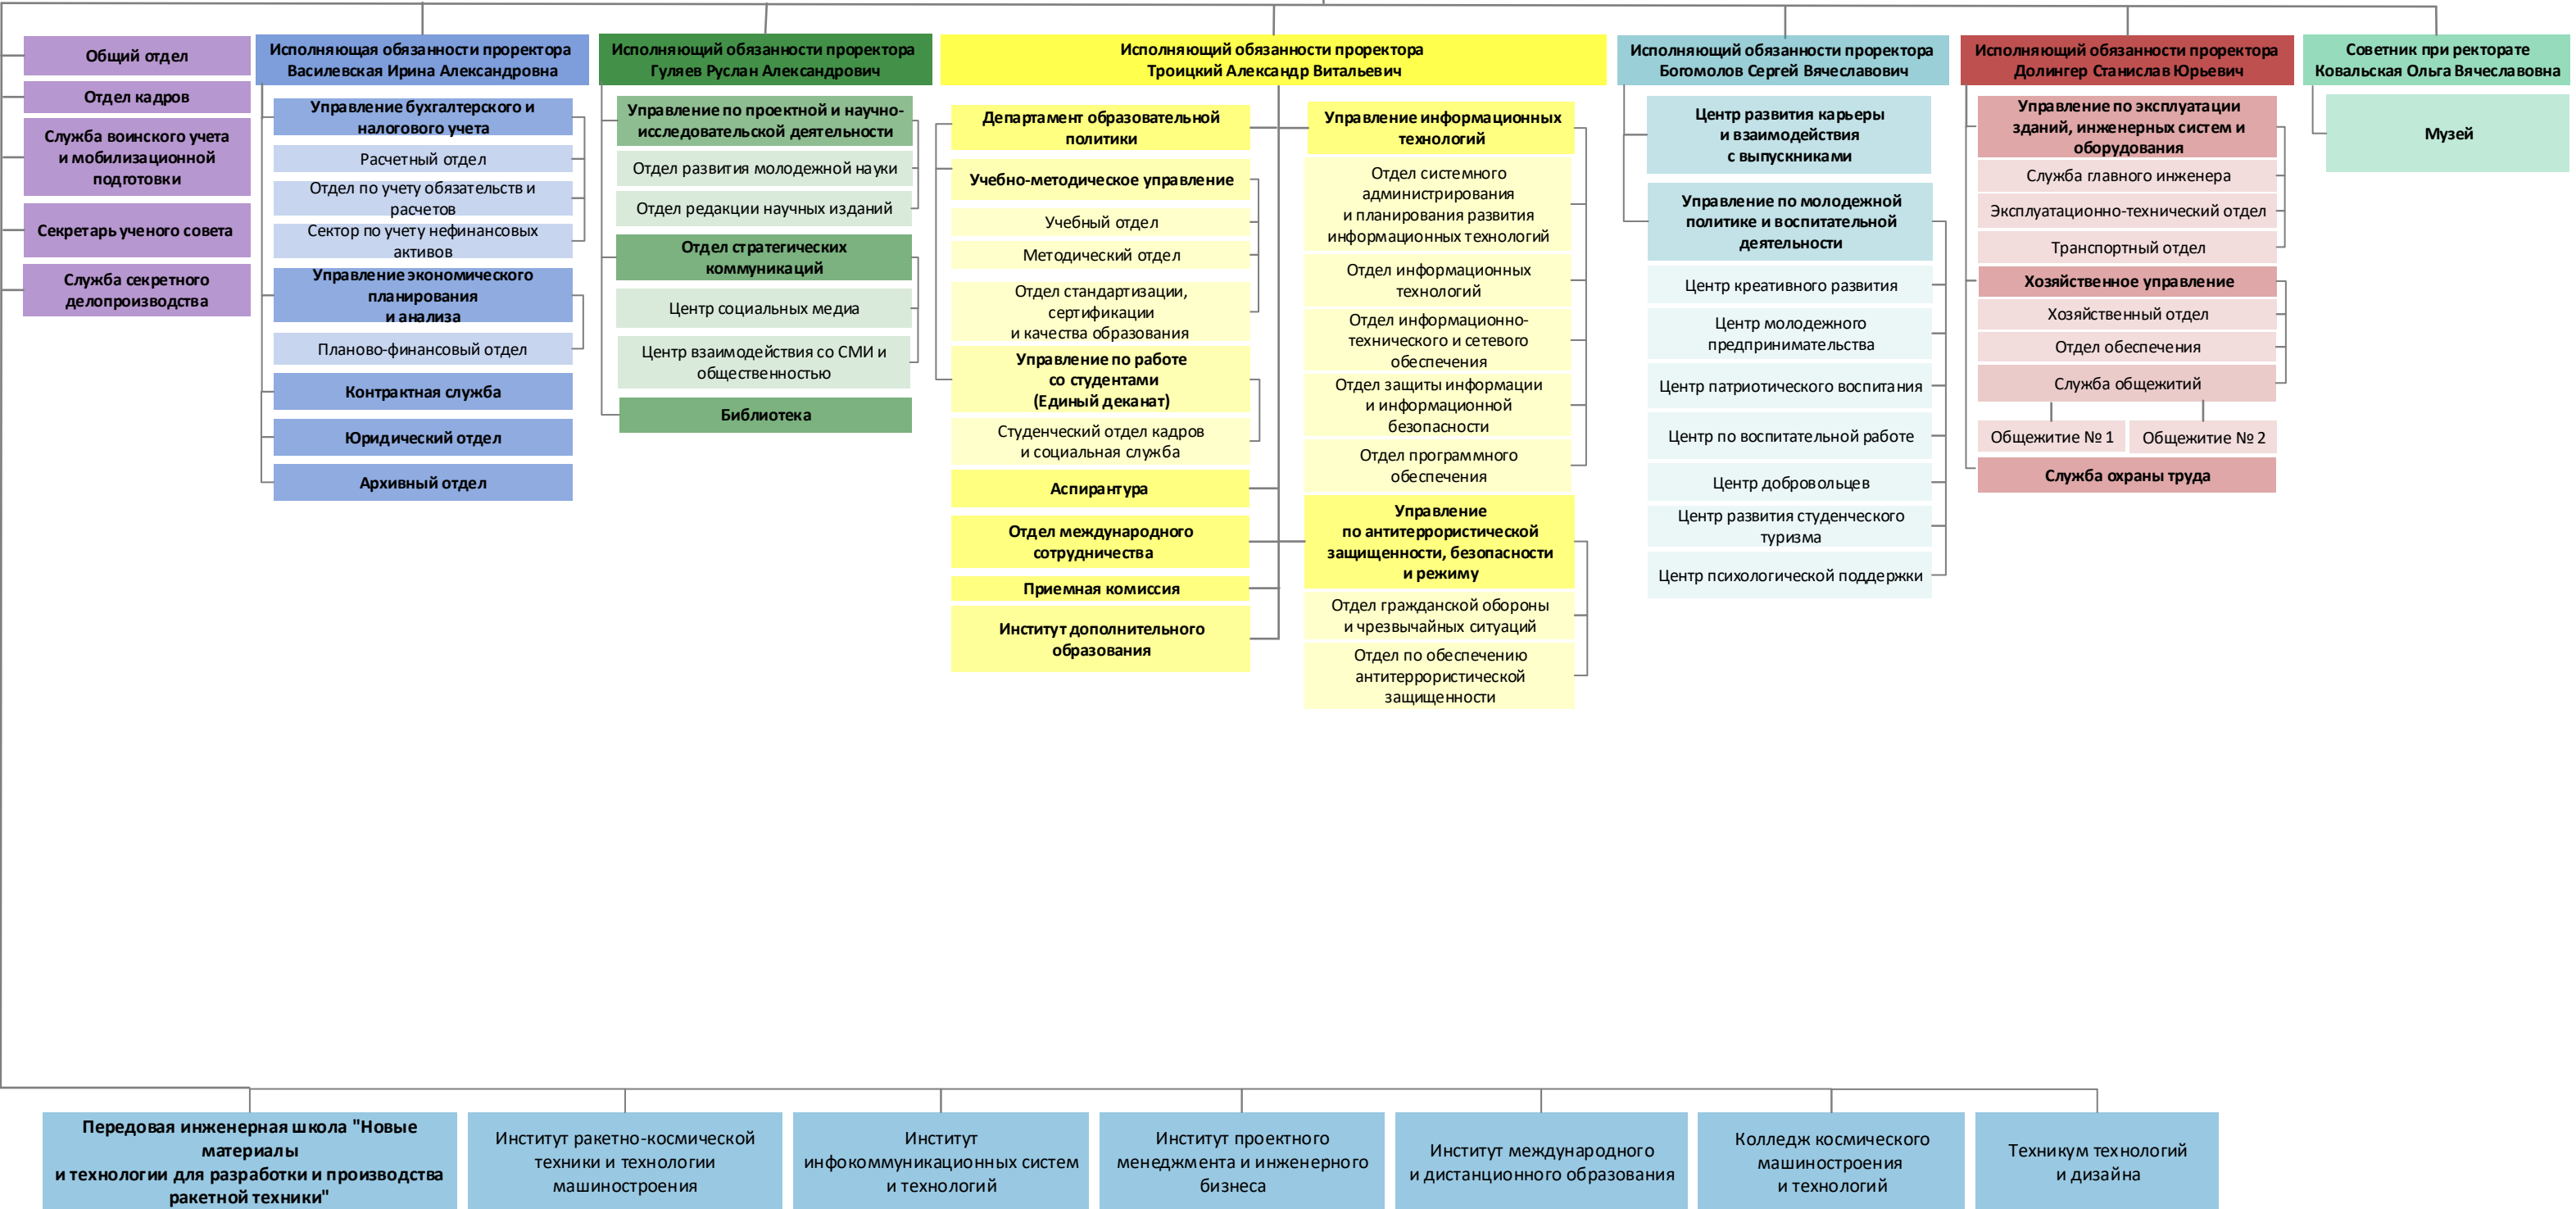 Общий отдел
Отдел кадров
Служба воинского учета
и мобилизационной
подготовки
Секретарь ученого совета
Служба секретного
делопроизводства
Исполняющая обязанности проректора
Василевская Ирина Александровна
Управление бухгалтерского и
налогового учета
Расчетный отдел
Отдел по учету обязательств и
расчетов
Сектор по учету нефинансовых
активов
Управление экономического
планирования
и анализа
Планово-финансовый отдел
Контрактная служба
Юридический отдел
Архивный отдел
Исполняющий обязанности проректора
Гуляев Руслан Александрович
Управление по проектной и научно-
исследовательской деятельности
Отдел развития молодежной науки
Отдел редакции научных изданий
Отдел стратегических
коммуникаций
Центр социальных медиа
Центр взаимодействия со СМИ и
общественностью
Библиотека
Исполняющий обязанности проректора
Троицкий Александр Витальевич
Департамент образовательной
политики
Учебно-методическое управление
Учебный отдел
Методический отдел
Отдел стандартизации,
сертификации
и качества образования
Управление по работе
со студентами
(Единый деканат)
Студенческий отдел кадров
и социальная служба
Аспирантура
Отдел международного
сотрудничества
Приемная комиссия
Институт дополнительного
образования
Управление информационных
технологий
Отдел системного
администрирования
и планирования развития
информационных технологий
Отдел информационных
технологий
Отдел информационно-
технического и сетевого
обеспечения
Отдел защиты информации
и информационной
безопасности
Отдел программного
обеспечения
Управление
по антитеррористической
защищенности, безопасности
и режиму
Отдел гражданской обороны
и чрезвычайных ситуаций
Отдел по обеспечению
антитеррористической
защищенности
Исполняющий обязанности проректора
Богомолов Сергей Вячеславович
Центр развития карьеры
и взаимодействия
с выпускниками
Управление по молодежной
политике и воспитательной
деятельности
Центр креативного развития
Центр молодежного
предпринимательства
Центр патриотического воспитания
Центр по воспитательной работе
Центр добровольцев
Центр развития студенческого
туризма
Центр психологической поддержки
Исполняющий обязанности проректора
Долингер Станислав Юрьевич
Управление по эксплуатации
зданий, инженерных систем и
оборудования
Служба главного инженера
Эксплуатационно-технический отдел
Транспортный отдел
Хозяйственное управление
Хозяйственный отдел
Отдел обеспечения
Служба общежитий
Общежитие № 1
Общежитие № 2
Служба охраны труда
Советник при ректорате
Ковальская Ольга Вячеславовна
Музей
Передовая инженерная школа "Новые
материалы
и технологии для разработки и производства
ракетной техники"
Институт ракетно-космической
техники и технологии
машиностроения
Институт
инфокоммуникационных систем
и технологий
Институт проектного
менеджмента и инженерного
бизнеса
Институт международного
и дистанционного образования
Колледж космического
машиностроения
и технологий
Техникум технологий
и дизайна